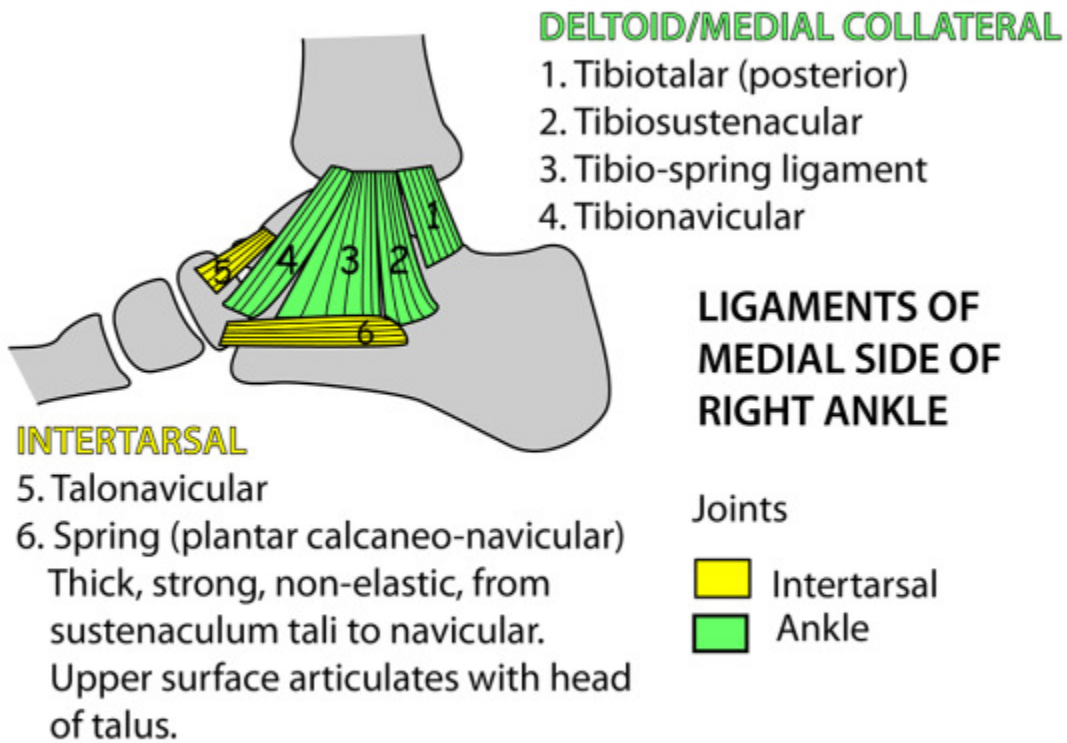 DELTOID/MEDIAL COLLATERAL
1. Tibiotalar (posterior)
2. Tibiosustenacular
3. Tibio-spring ligament
4. Tibionavicular
1
2
3
4
5
6
LIGAMENTS OF
MEDIAL SIDE OF
RIGHT ANKLE
INTERTARSAL
5. Talonavicular
6. Spring (plantar calcaneo-navicular)
Thick, strong, non-elastic, from
sustenaculum tali to navicular.
Upper surface articulates with head
of talus.
Joints
Intertarsal
Ankle